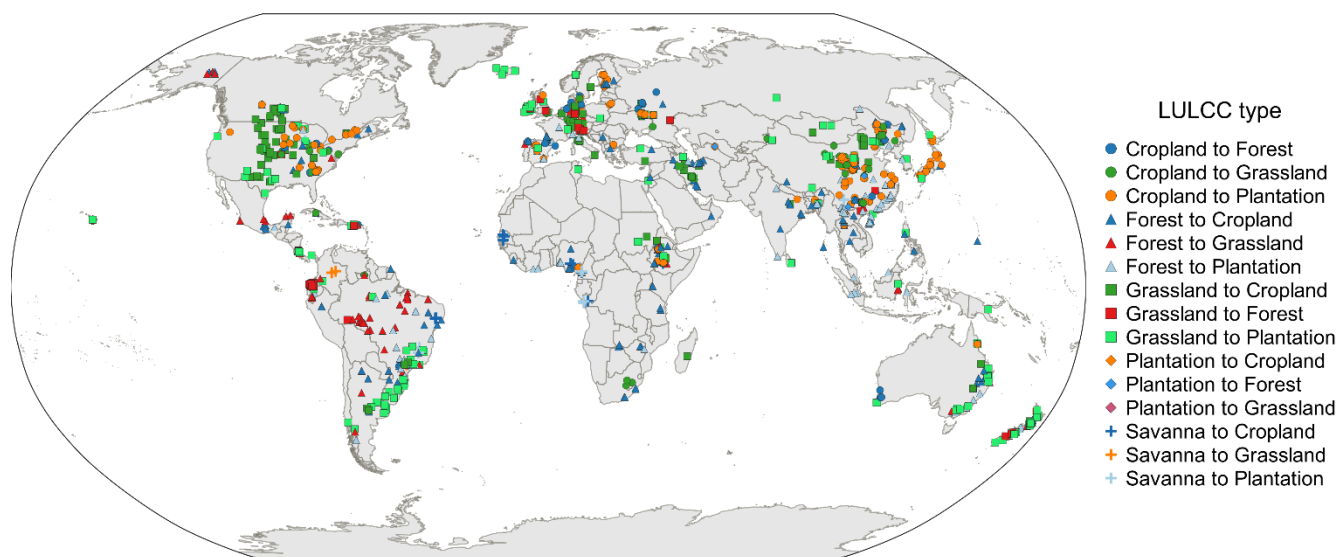 LULCC type
Cropland to Forest
Cropland to Grassland
Cropland to Plantation
Forest to Cropland
Forest to Grassland
Forest to Plantation
Grassland to Cropland
Grassland to Forest
Grassland to Plantation
Plantation to Cropland
Plantation to Forest
Plantation to Grassland
Savanna to Cropland
Savanna to Grassland
Savanna to Plantation